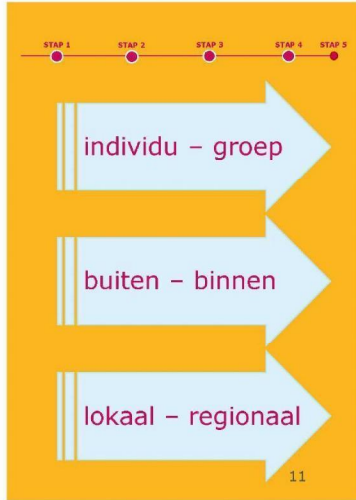 STAP 1 STAP 2 STAP 3 STAP 4 STAP 5
individu – groep
buiten – binnen
lokaal – regionaal
11